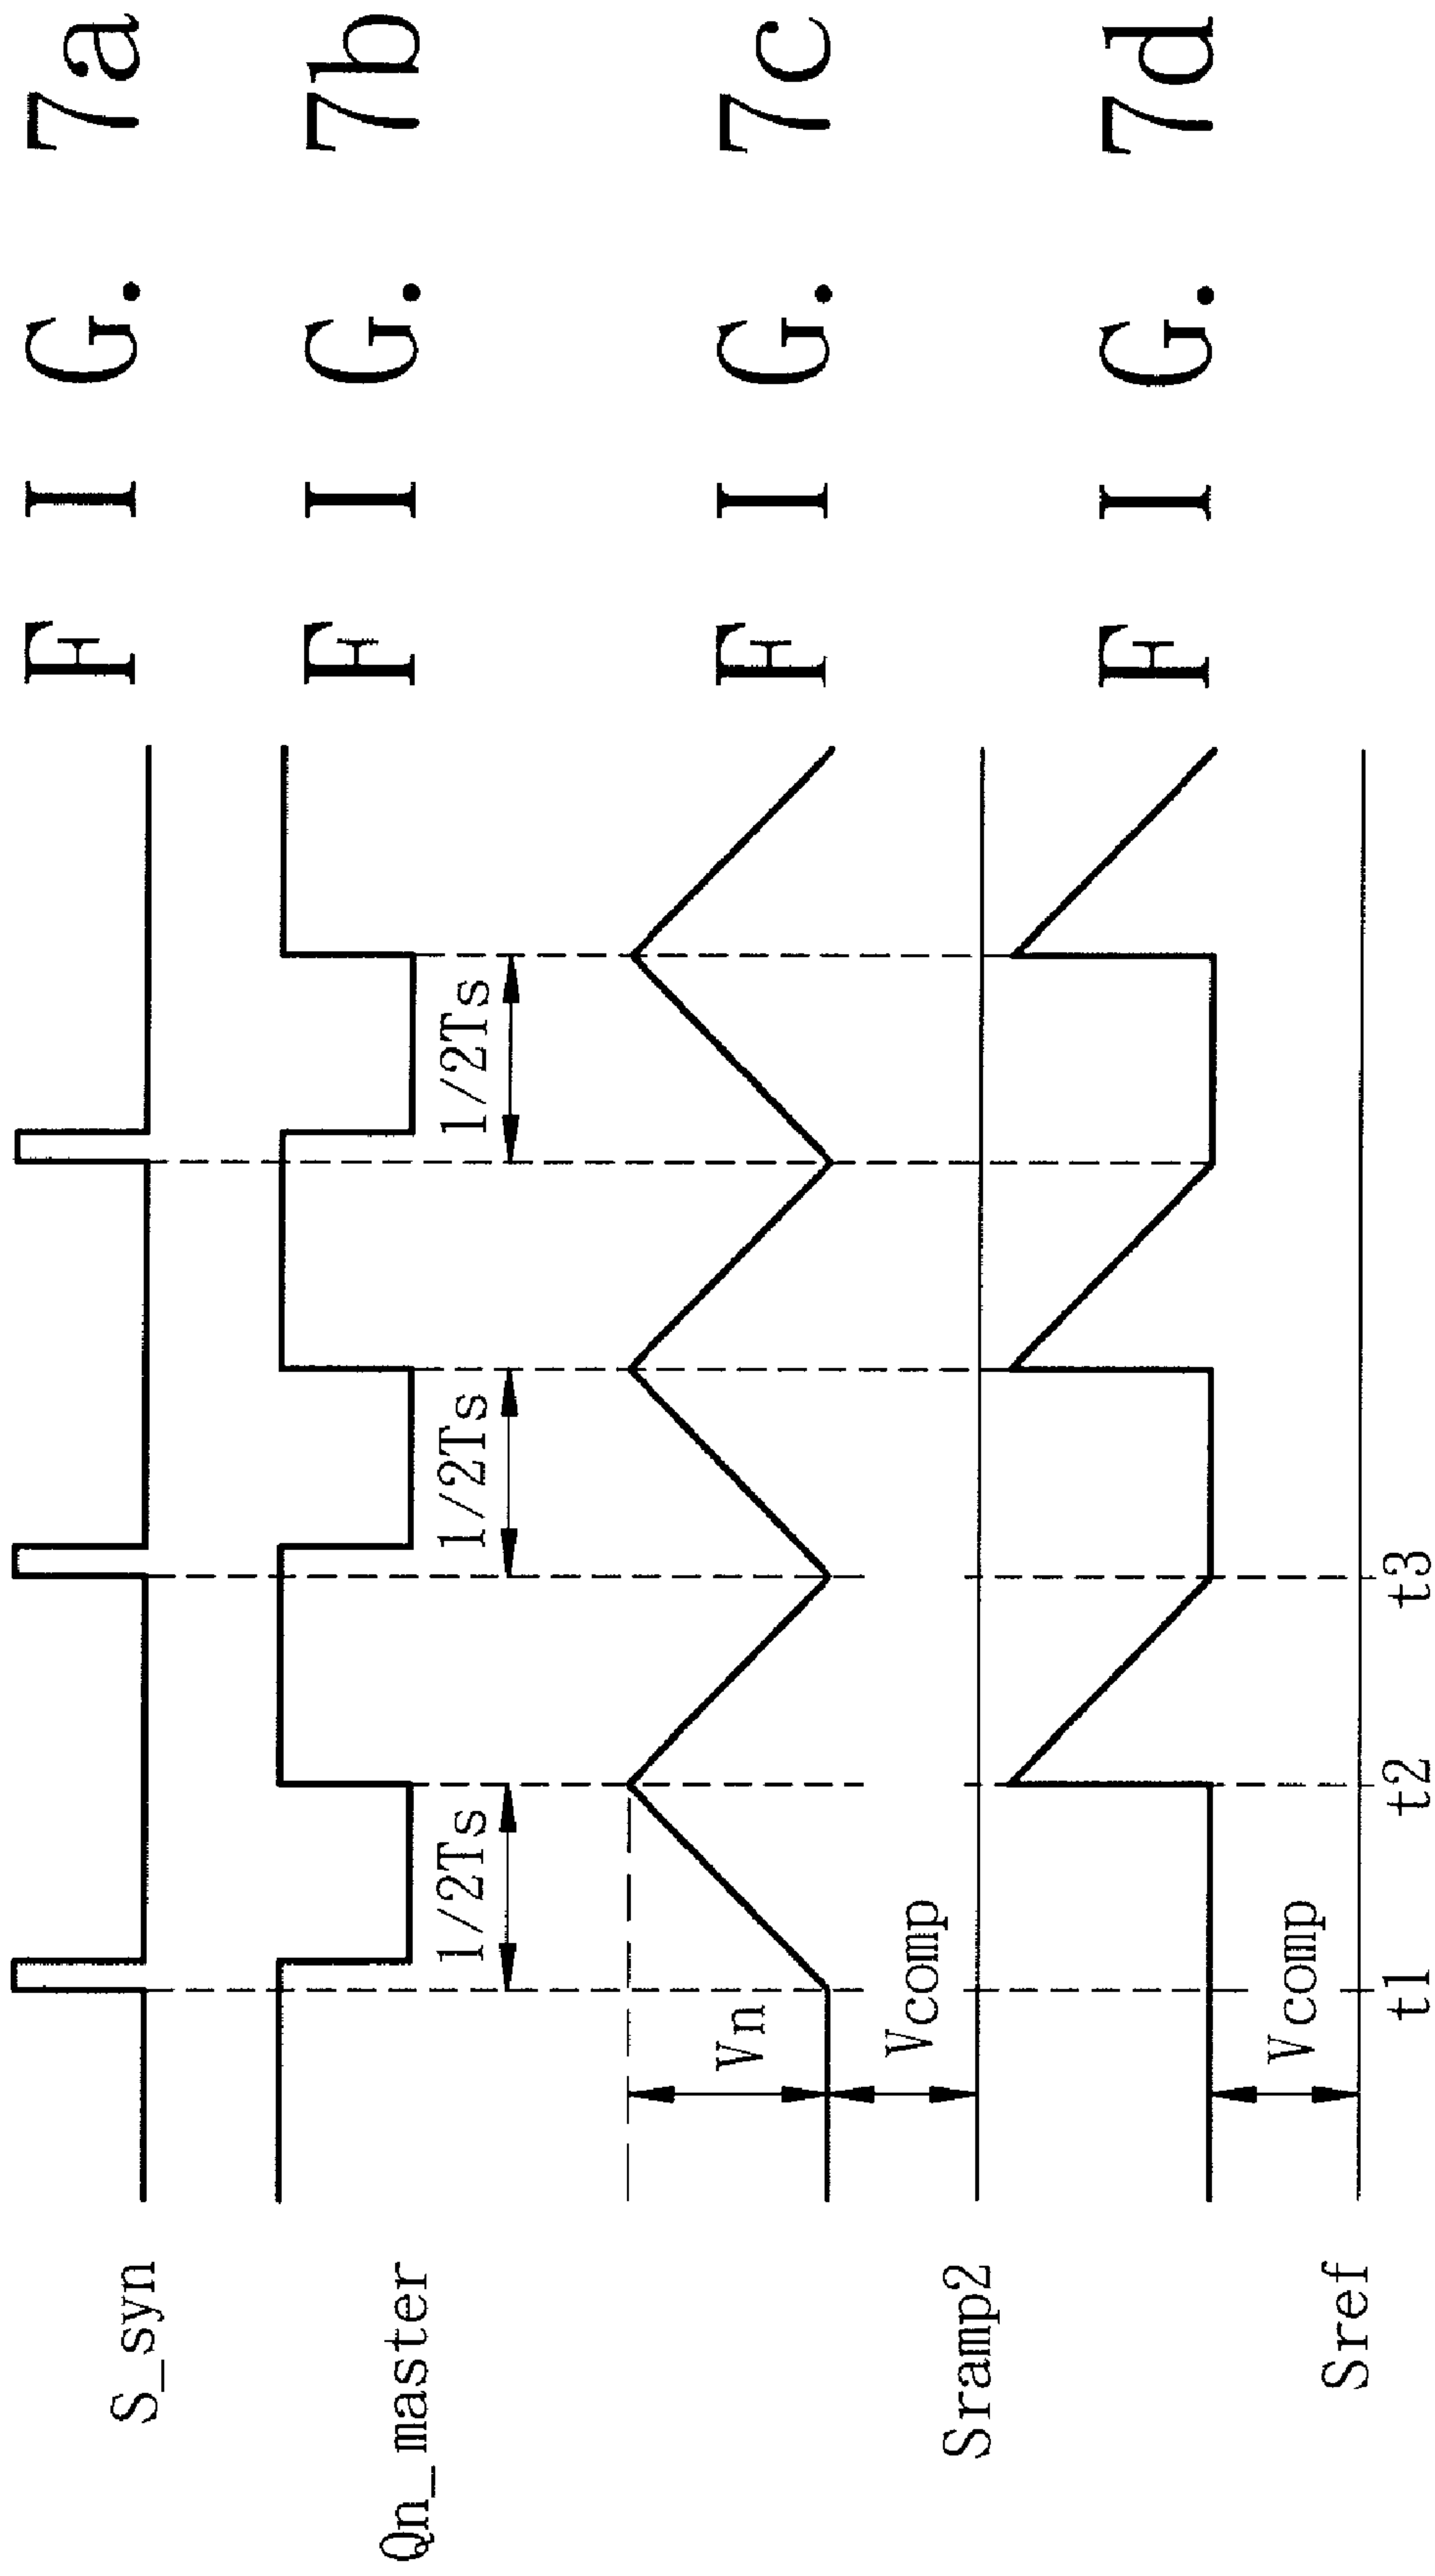 S_syn
FIG. 7a
Qn_master
FIG. 7b
1/2Ts
1/2Ts
1/2Ts
Vn
Vcomp
Sramp2
FIG. 7c
Vcomp
Sref
FIG. 7d
t1
t2
t3